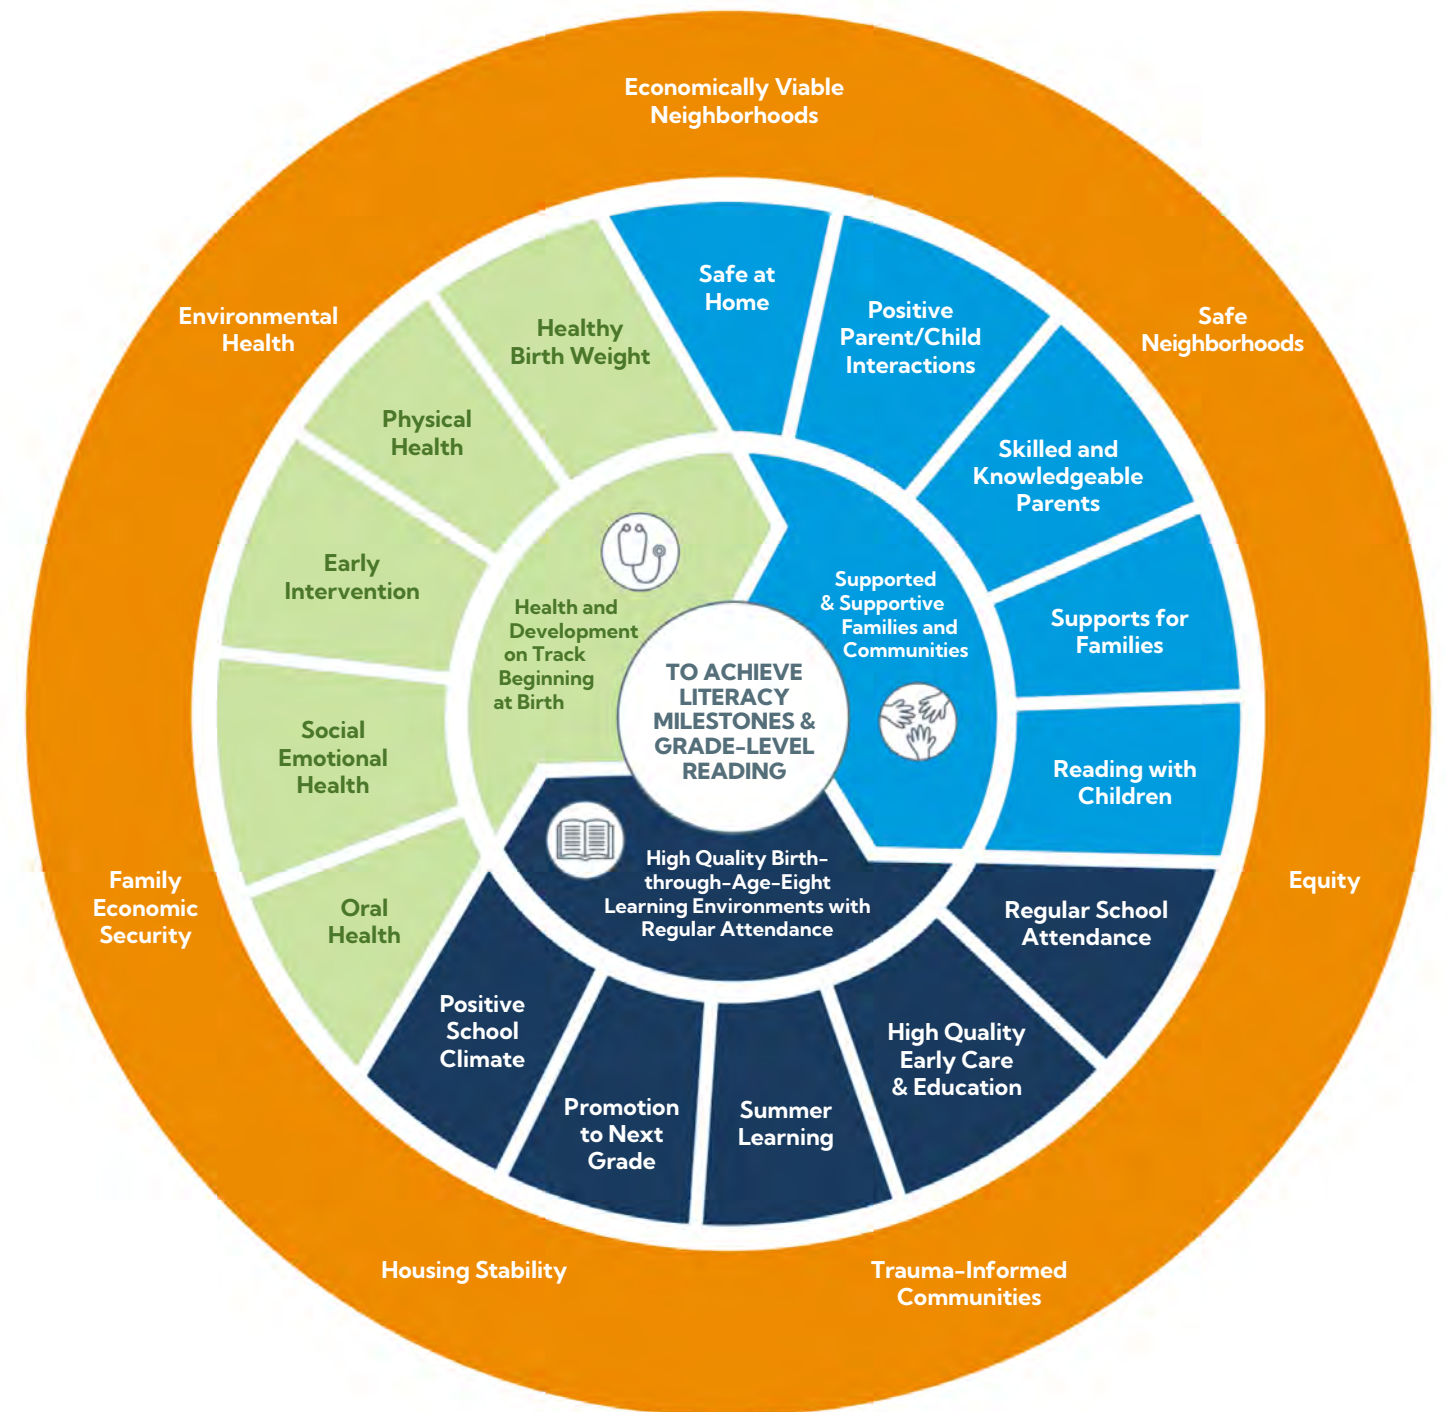 Economically Viable
Neighborhoods
Safe
Neighborhoods
Equity
Trauma-Informed
Communities
Housing Stability
Family
Economic
Security
Environmental
Health
Safe at
Home
Positive
Parent/Child
Interactions
Skilled and
Knowledgeable
Parents
Supports for
Families
Reading with
Children
Regular School
Attendance
High Quality
Early Care
& Education
Summer
Learning
Promotion
to Next
Grade
Positive
School
Climate
Oral
Health
Social
Emotional
Health
Early
Intervention
Physical
Health
Healthy
Birth Weight
Health and
Development
on Track
Beginning
at Birth
Supported
& Supportive
Families and
Communities
High Quality Birth-
through-Age-Eight
Learning Environments with
Regular Attendance
TO ACHIEVE
LITERACY
MILESTONES &
GRADE-LEVEL
READING